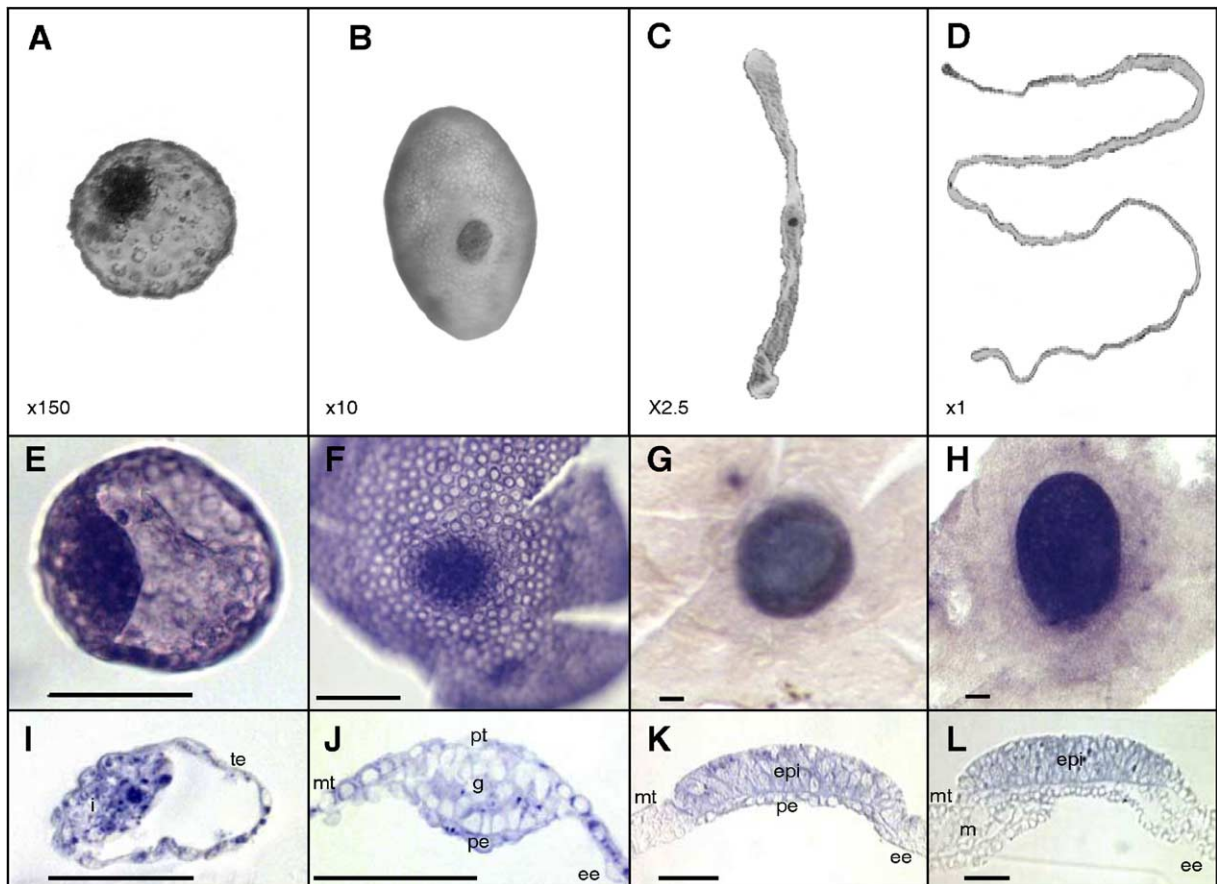 A B C D
x150 x10 X2.5 x1
E F G H
I te i
J pt mt g pe ee
K epi mt pe ee
L epi mt m ee